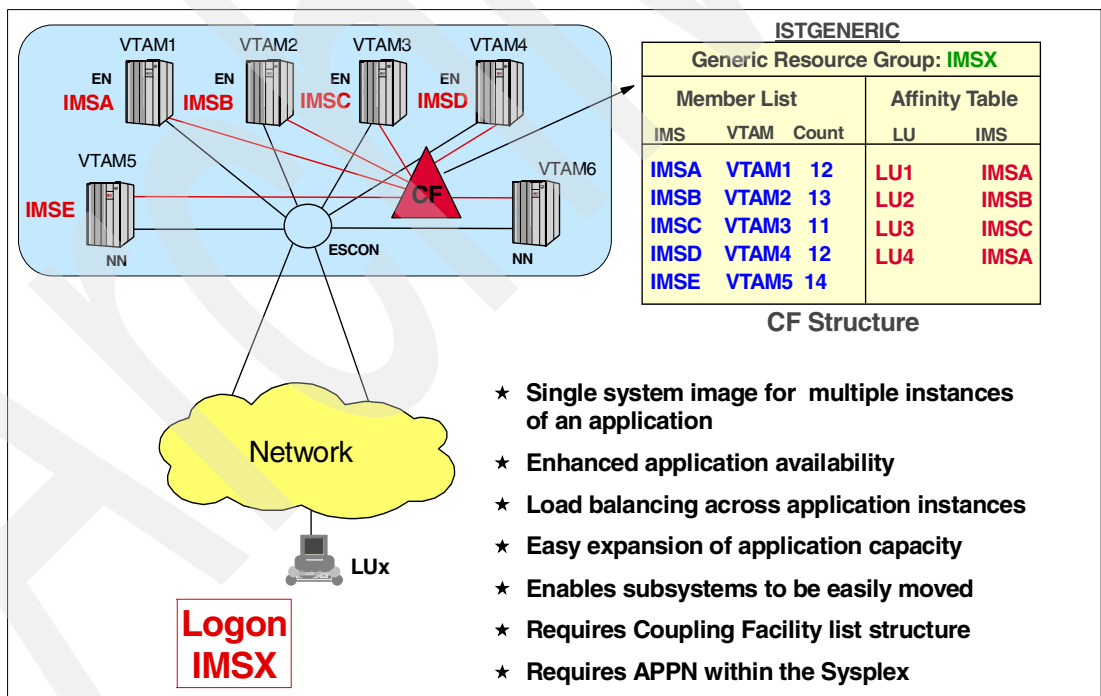 VTAM1 VTAM2 VTAM3 VTAM4
EN EN EN EN
IMSA IMSB IMSC IMSD
VTAM5 VTAM6
CF
IMSE
NN ESCON NN
ISTGENERIC
Generic Resource Group: IMSX
Member List Affinity Table
IMS VTAM Count LU IMS
IMSA VTAM1 12 LU1 IMSA
IMSB VTAM2 13 LU2 IMSB
IMSC VTAM3 11 LU3 IMSC
IMSD VTAM4 12 LU4 IMSA
IMSE VTAM5 14
CF Structure
Network
LUx
Logon
IMSX
★ Single system image for multiple instances
of an application
★ Enhanced application availability
★ Load balancing across application instances
★ Easy expansion of application capacity
★ Enables subsystems to be easily moved
★ Requires Coupling Facility list structure
★ Requires APPN within the Sysplex